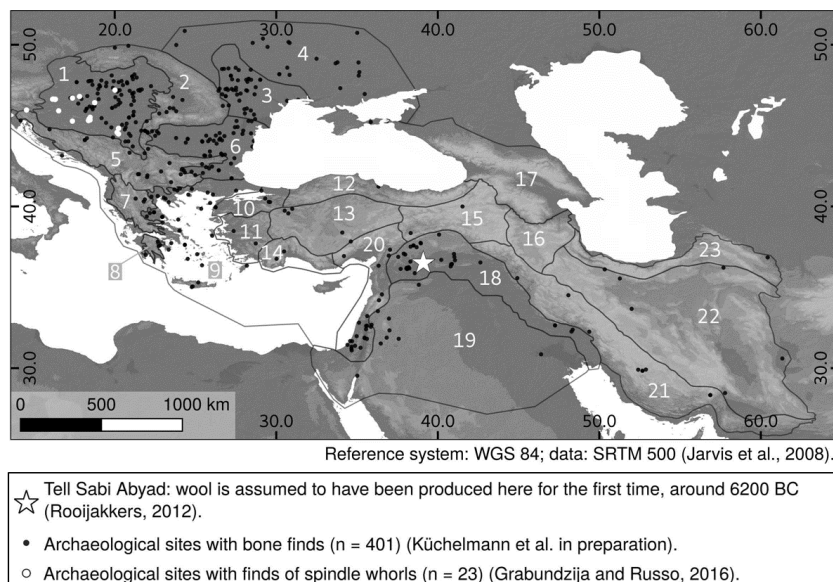 20.0 30.0 40.0 50.0 60.0
50.0 50.0
1 2 4
3
5 6
17
40.0 7 10 12 40.0
11 13 15
14 16 23
8 9 20 18
22
19
30.0 21 30.0
0 500 1000 km
30.0 40.0 50.0 60.0
Reference system: WGS 84; data: SRTM 500 (Jarvis et al., 2008).
Tell Sabi Abyad: wool is assumed to have been produced here for the first time, around 6200 BC
(Rooijakkers, 2012).
Archaeological sites with bone finds (n = 401) (Küchelmann et al. in preparation).
Archaeological sites with finds of spindle whorls (n = 23) (Grabundzija and Russo, 2016).